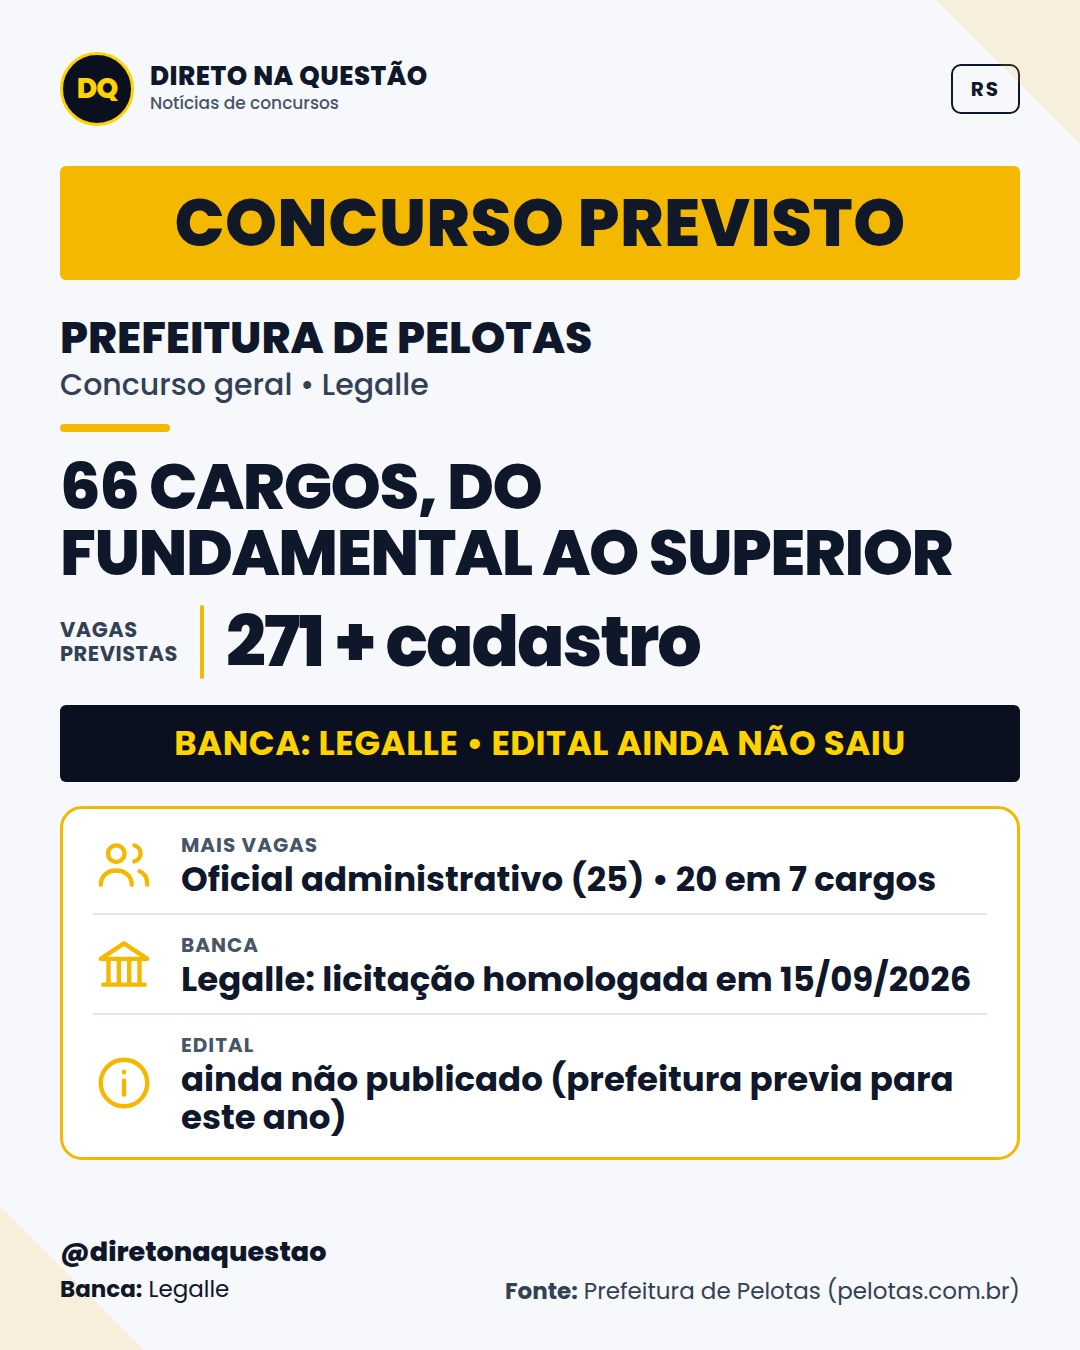 DQ
DIRETO NA QUESTÃO
Notícias de concursos
RS
CONCURSO PREVISTO
PREFEITURA DE PELOTAS
Concurso geral • Legalle
66 CARGOS, DO
FUNDAMENTAL AO SUPERIOR
VAGAS
PREVISTAS
271 + cadastro
BANCA: LEGALLE • EDITAL AINDA NÃO SAIU
MAIS VAGAS
Oficial administrativo (25) • 20 em 7 cargos
BANCA
Legalle: licitação homologada em 15/09/2026
EDITAL
ainda não publicado (prefeitura previa para
este ano)
@diretonaquestao
Banca: Legalle
Fonte: Prefeitura de Pelotas (pelotas.com.br)